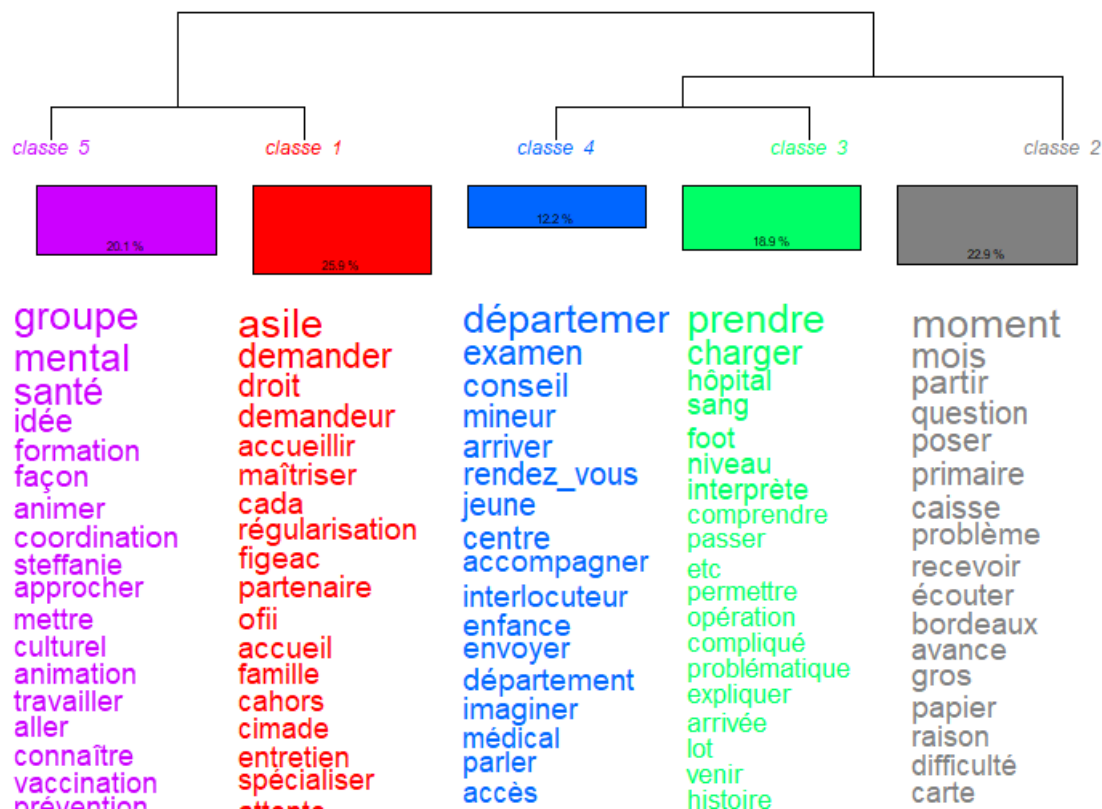 classe 5
classe 1
classe 4
classe 3
classe 2
20.1 %
25.9 %
12.2 %
18.9 %
22.9 %
groupe
mental
santé
idée
formation
façon
animer
coordination
steffanie
approcher
mettre
culturel
animation
travailler
aller
connaître
vaccination
prévention
asile
demander
droit
demandeur
accueillir
maîtriser
cada
régularisation
figeac
partenaire
ofii
accueil
famille
cahors
cimade
entretien
spécialiser
attente
départemer
examen
conseil
mineur
arriver
rendez_vous
jeune
centre
accompagner
interlocuteur
enfance
envoyer
département
imaginer
médical
parler
accès
prendre
charger
hôpital
sang
foot
niveau
interprète
comprendre
passer
etc
permettre
opération
compliqué
problématique
expliquer
arrivée
lot
venir
histoire
moment
mois
partir
question
poser
primaire
caisse
problème
recevoir
écouter
bordeaux
avance
gros
papier
raison
difficulté
carte